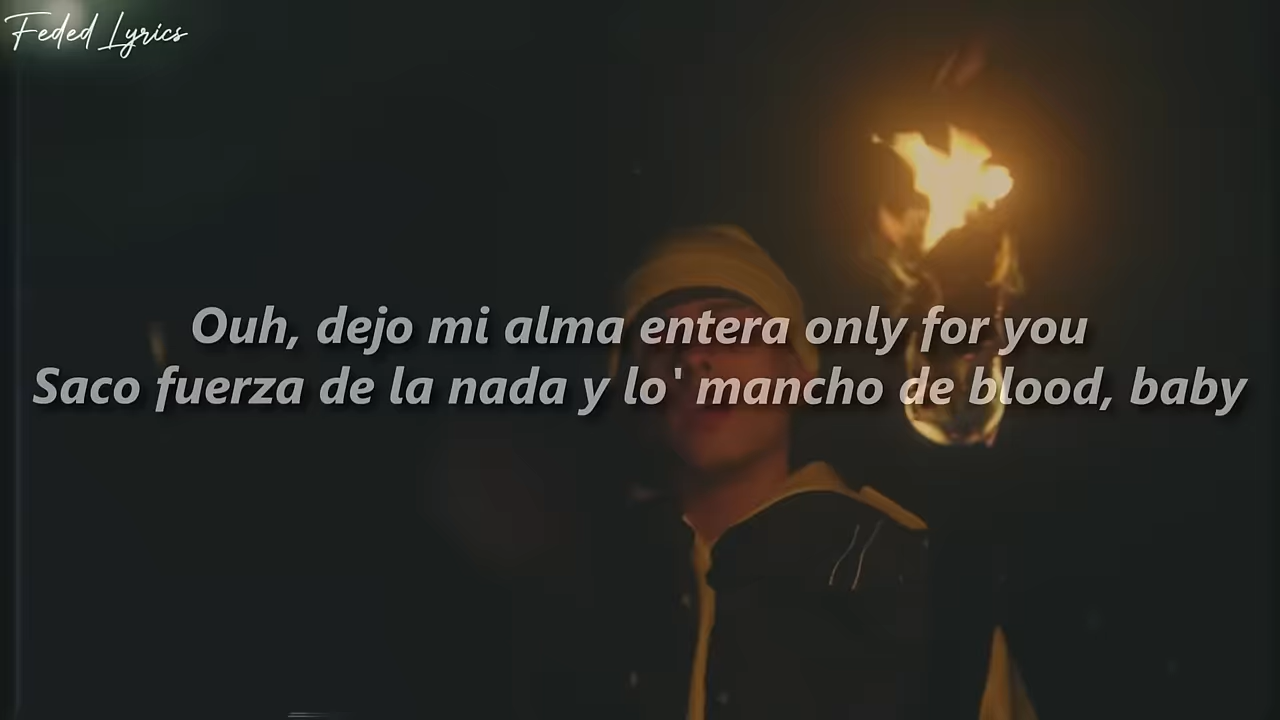 Feded Lyrics
Ouh, dejo mi alma entera only for you
Saco fuerza de la nada y lo' mancho de blood, baby